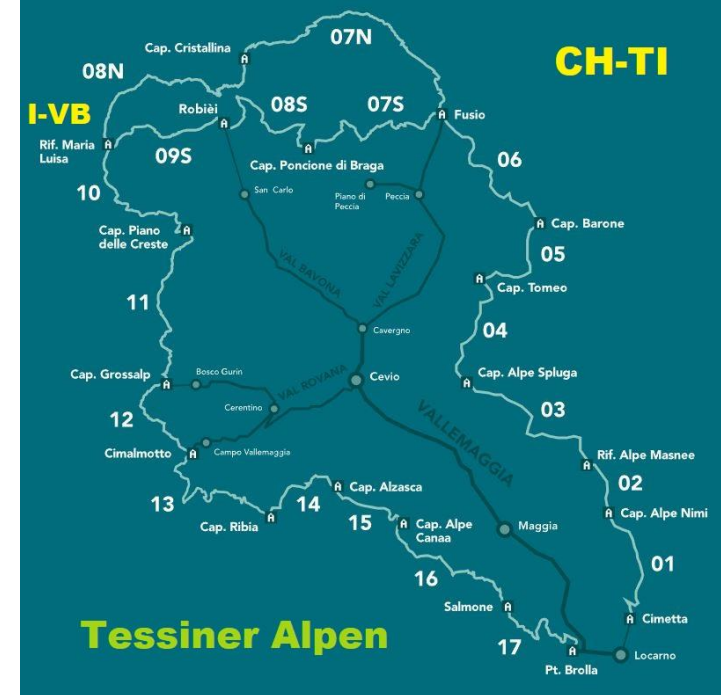 07N
Cap. Cristallina
CH-TI
08N
I-VB
Robièi
08S
07S
Fusio
Rif. Maria
Luisa
09S
Cap. Poncione di Braga
06
10
San Carlo
Piano di
Peccia
Peccia
Cap. Piano
delle Creste
Cap. Barone
VAL BAVONA
VAL LAVIZZARA
05
Cap. Tomeo
11
04
Cavergno
Cap. Grossalp
Bosco Gurin
VAL ROVANA
Cevio
Cap. Alpe Spluga
12
Cerentino
03
VALLEMAGGIA
Cimalmotto
Campo Vallemaggia
Rif. Alpe Masnee
02
13
14
Cap. Alzasca
Cap. Ribia
15
Cap. Alpe
Canaa
Maggia
Cap. Alpe Nimi
01
16
Salmone
Cimetta
Tessiner Alpen
17
Pt. Brolla
Locarno